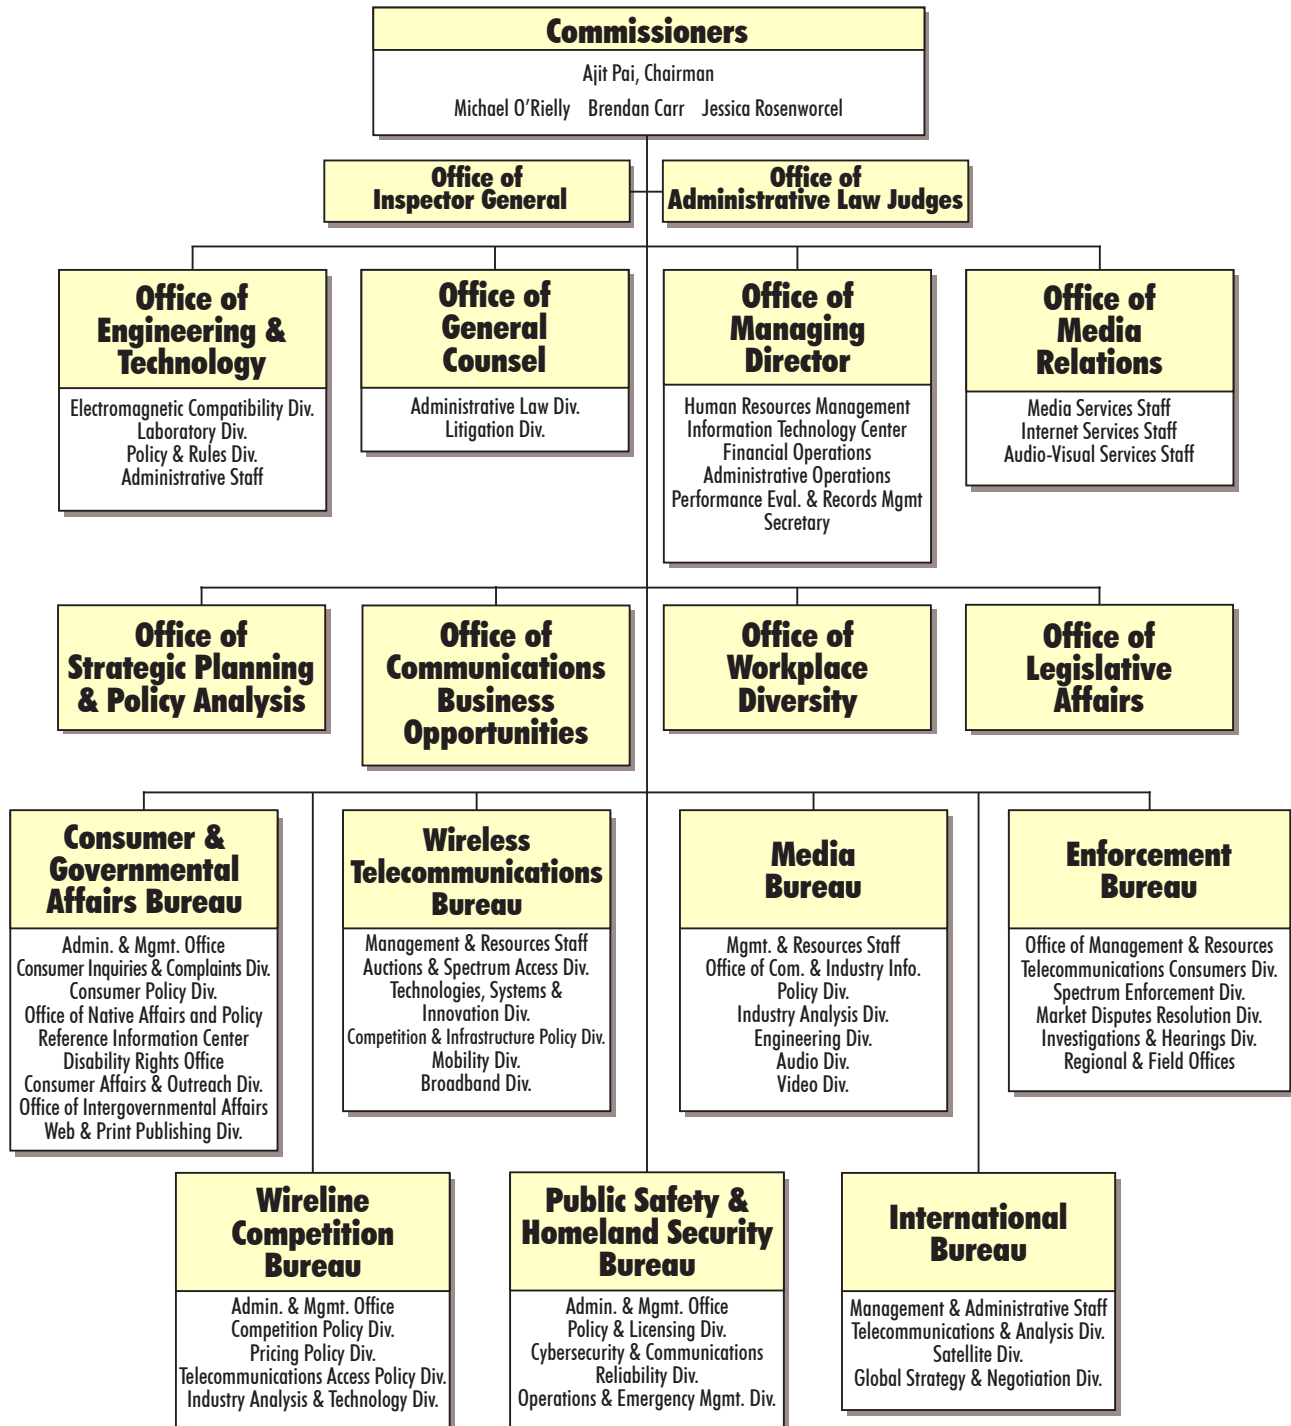 Commissioners
Ajit Pai, Chairman
Michael O'Rielly Brendan Carr Jessica Rosenworcel
Office of
Inspector General
Office of
Administrative Law Judges
Office of
Engineering &
Technology
Electromagnetic Compatibility Div.
Laboratory Div.
Policy & Rules Div.
Administrative Staff
Office of
General
Counsel
Administrative Law Div.
Litigation Div.
Office of
Managing
Director
Human Resources Management
Information Technology Center
Financial Operations
Administrative Operations
Performance Eval. & Records Mgmt
Secretary
Office of
Media
Relations
Media Services Staff
Internet Services Staff
Audio-Visual Services Staff
Office of
Strategic Planning
& Policy Analysis
Office of
Communications
Business
Opportunities
Office of
Workplace
Diversity
Office of
Legislative
Affairs
Consumer &
Governmental
Affairs Bureau
Admin. & Mgmt. Office
Consumer Inquiries & Complaints Div.
Consumer Policy Div.
Office of Native Affairs and Policy
Reference Information Center
Disability Rights Office
Consumer Affairs & Outreach Div.
Office of Intergovernmental Affairs
Web & Print Publishing Div.
Wireless
Telecommunications
Bureau
Management & Resources Staff
Auctions & Spectrum Access Div.
Technologies, Systems &
Innovation Div.
Competition & Infrastructure Policy Div.
Mobility Div.
Broadband Div.
Media
Bureau
Mgmt. & Resources Staff
Office of Com. & Industry Info.
Policy Div.
Industry Analysis Div.
Engineering Div.
Audio Div.
Video Div.
Enforcement
Bureau
Office of Management & Resources
Telecommunications Consumers Div.
Spectrum Enforcement Div.
Market Disputes Resolution Div.
Investigations & Hearings Div.
Regional & Field Offices
Wireline
Competition
Bureau
Admin. & Mgmt. Office
Competition Policy Div.
Pricing Policy Div.
Telecommunications Access Policy Div.
Industry Analysis & Technology Div.
Public Safety &
Homeland Security
Bureau
Admin. & Mgmt. Office
Policy & Licensing Div.
Cybersecurity & Communications
Reliability Div.
Operations & Emergency Mgmt. Div.
International
Bureau
Management & Administrative Staff
Telecommunications & Analysis Div.
Satellite Div.
Global Strategy & Negotiation Div.